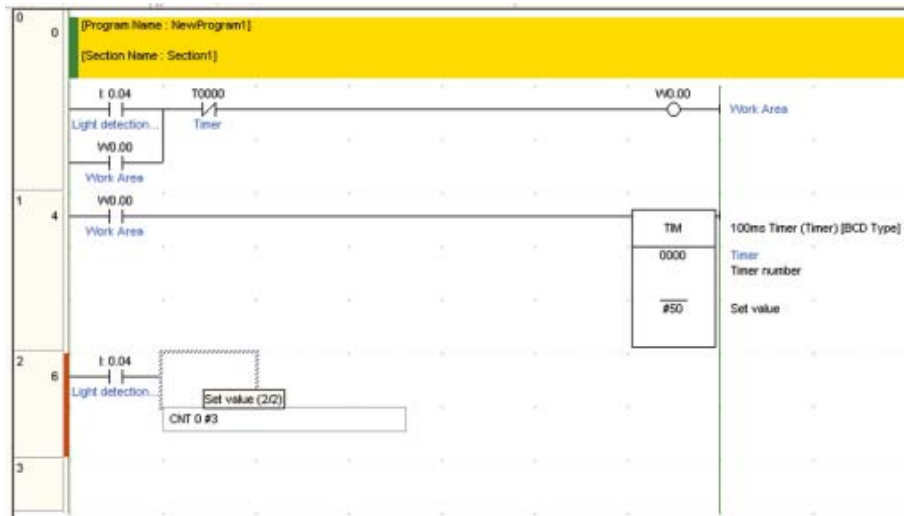 0
0
[Program Name : NewProgram1]
[Section Name : Section1]
I: 0.04
T0000
W0.00
Light detection...
Timer
Work Area
W0.00
Work Area
1
4
W0.00
Work Area
TIM
100ms Timer (Timer) [BCD Type]
0000
Timer
Timer number
#50
Set value
2
6
I: 0.04
Light detection...
Set value (2/2)
CNT 0 #3
3